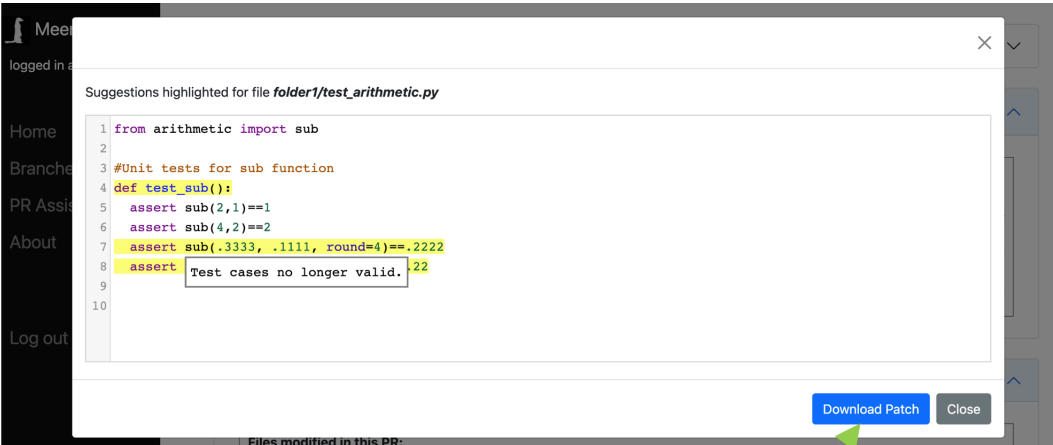 Meer
logged in a
Home
Branche
PR Assis
About
Log out
Suggestions highlighted for file folder1/test_arithmetic.py
1 from arithmetic import sub
2
3 #Unit tests for sub function
4 def test_sub():
5 assert sub(2,1)==1
6 assert sub(4,2)==2
7 assert sub(.3333, .1111, round=4)==.2222
8 assert .22
Test cases no longer valid.
9
10
Download Patch Close
Files modified in this PR: